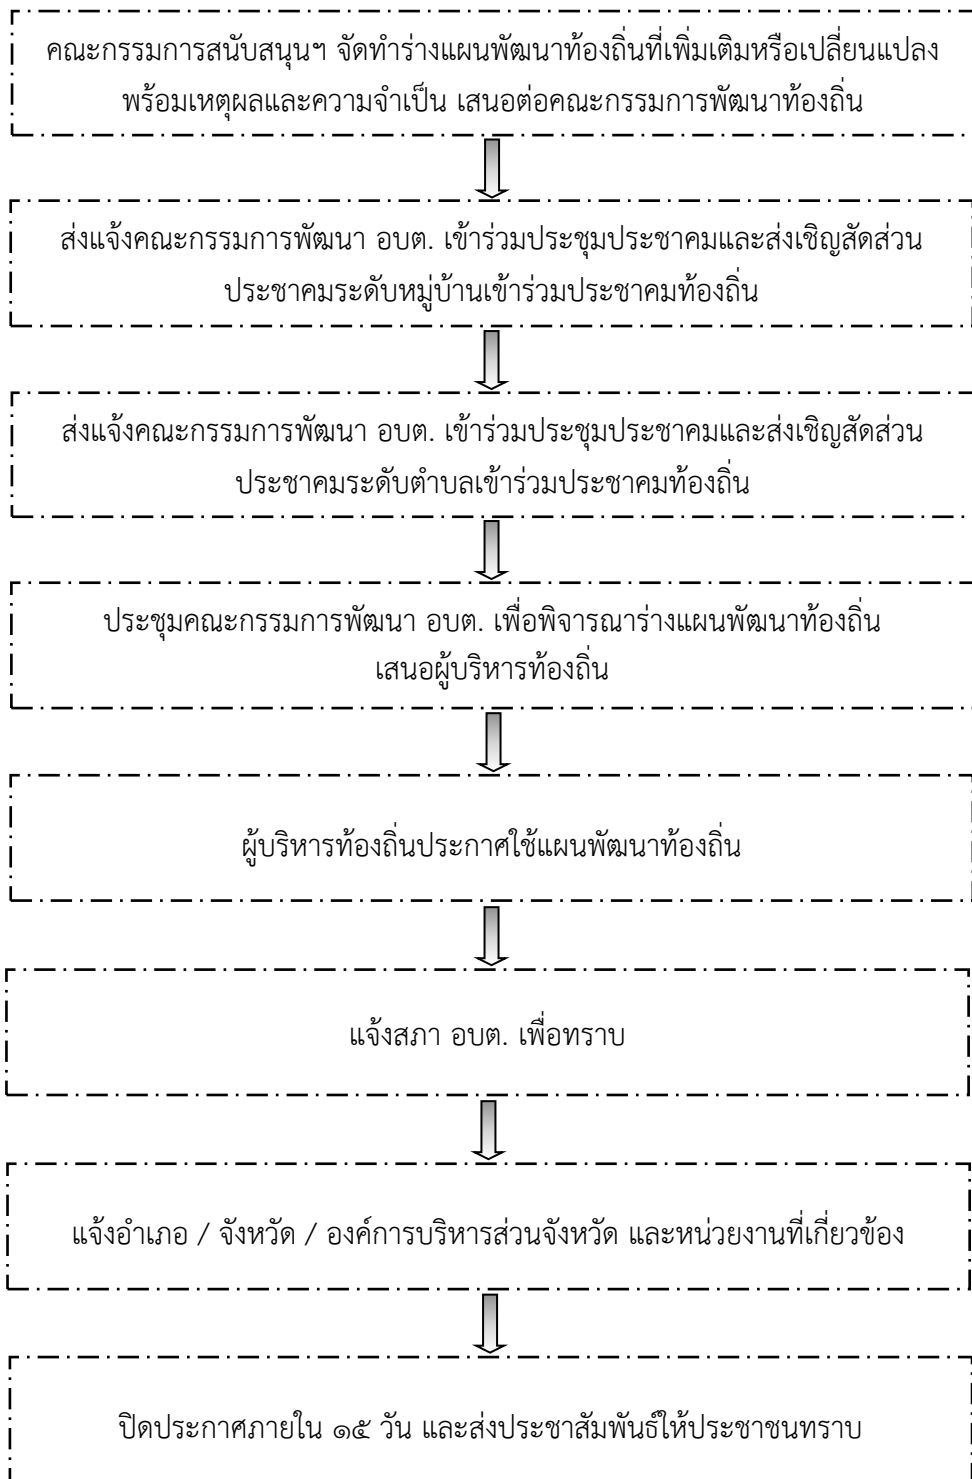 คณะกรรมการสนับสนุนฯ จัดทำร่างแผนพัฒนาท้องถิ่นที่เพิ่มเติมหรือเปลี่ยนแปลง
พร้อมเหตุผลและความจำเป็น เสนอต่อคณะกรรมการพัฒนาท้องถิ่น
ส่งแจ้งคณะกรรมการพัฒนา อบต. เข้าร่วมประชุมประชาคมและส่งเชิญสัดส่วน
ประชาคมระดับหมู่บ้านเข้าร่วมประชาคมท้องถิ่น
ส่งแจ้งคณะกรรมการพัฒนา อบต. เข้าร่วมประชุมประชาคมและส่งเชิญสัดส่วน
ประชาคมระดับตำบลเข้าร่วมประชาคมท้องถิ่น
ประชุมคณะกรรมการพัฒนา อบต. เพื่อพิจารณาร่างแผนพัฒนาท้องถิ่น
เสนอผู้บริหารท้องถิ่น
ผู้บริหารท้องถิ่นประกาศใช้แผนพัฒนาท้องถิ่น
แจ้งสภา อบต. เพื่อทราบ
แจ้งอำเภอ / จังหวัด / องค์การบริหารส่วนจังหวัด และหน่วยงานที่เกี่ยวข้อง
ปิดประกาศภายใน ๑๕ วัน และส่งประชาสัมพันธ์ให้ประชาชนทราบ